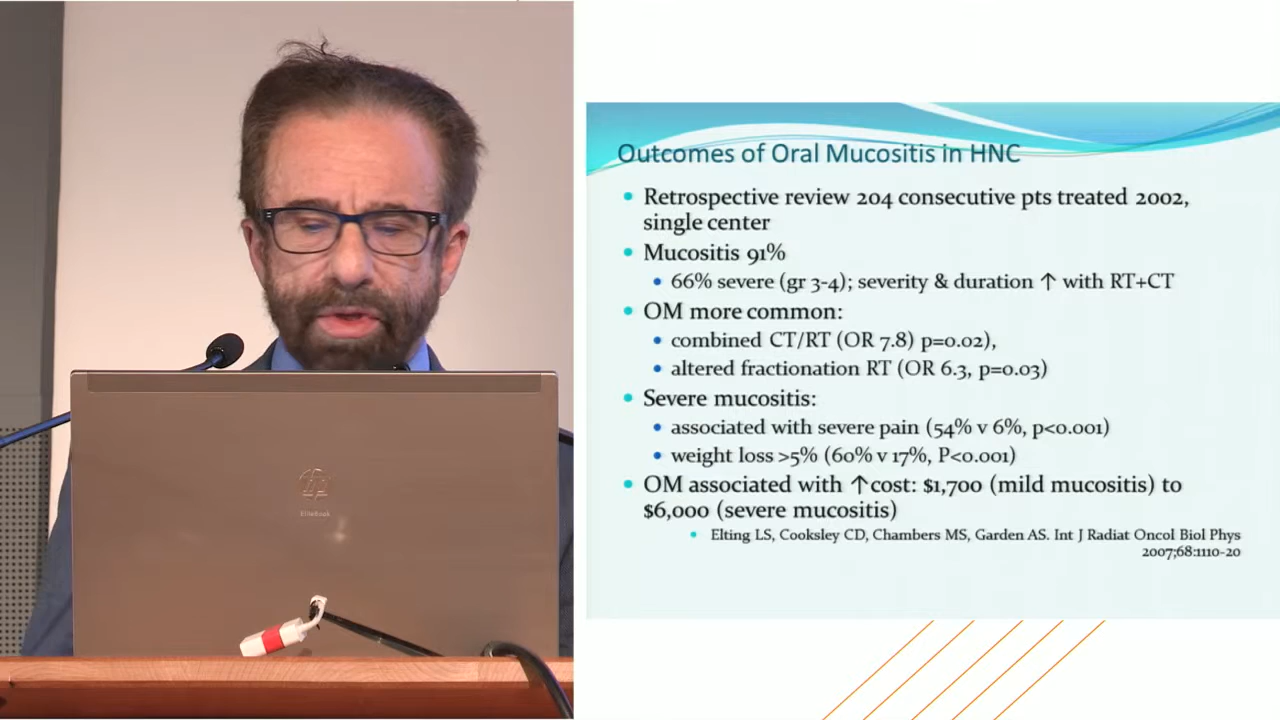 Outcomes of Oral Mucositis in HNC
• Retrospective review 204 consecutive pts treated 2002,
single center
• Mucositis 91%
• 66% severe (gr 3-4); severity & duration ↑ with RT+CT
• OM more common:
• combined CT/RT (OR 7.8) p=0.02),
• altered fractionation RT (OR 6.3, p=0.03)
• Severe mucositis:
• associated with severe pain (54% v 6%, p<0.001)
• weight loss >5% (60% v 17%, P<0.001)
• OM associated with ↑cost: $1,700 (mild mucositis) to
$6,000 (severe mucositis)
• Elting LS, Cooksley CD, Chambers MS, Garden AS. Int J Radiat Oncol Biol Phys
2007;68:1110-20
hp
EliteBook